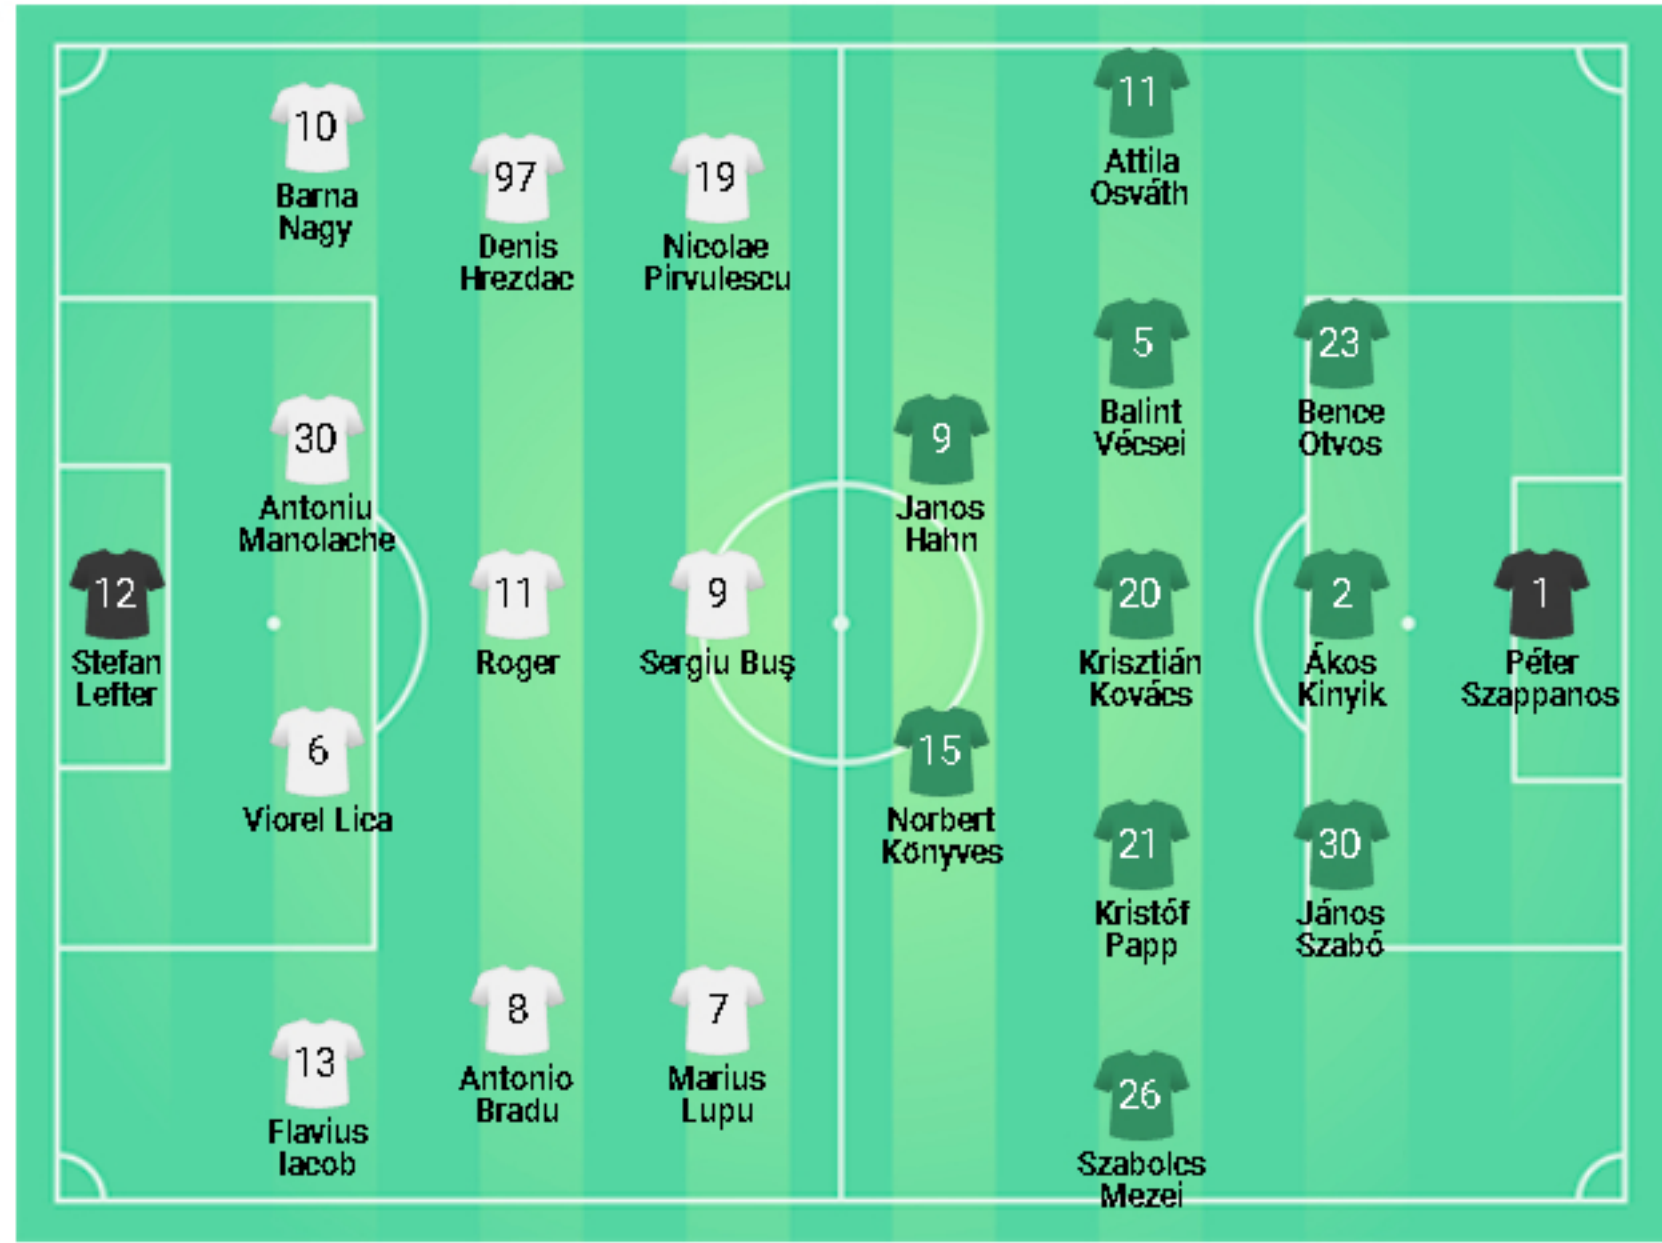 10
Barna
Nagy
97
Denis
Hrezdac
19
Nicolae
Pirvulescu
30
Antoniu
Manolache
12
Stefan
Lefter
11
Roger
9
Sergiu Buş
6
Viorel Lica
13
Flavius
Iacob
8
Antonio
Bradu
7
Marius
Lupu
11
Attila
Osváth
5
Balint
Vécsei
23
Bence
Otvos
9
Janos
Hahn
20
Krisztián
Kovács
2
Ákos
Kinyik
1
Péter
Szappanos
15
Norbert
Könyves
21
Kristóf
Papp
30
János
Szabó
26
Szabolcs
Mezei